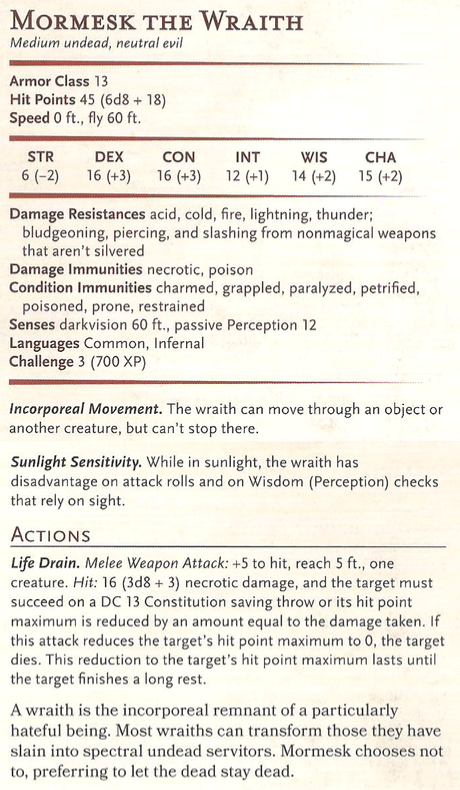 MORMESK THE WRAITH
Medium undead, neutral evil
Armor Class 13
Hit Points 45 (6d8 + 18)
Speed 0 ft., fly 60 ft.
STR DEX CON INT WIS CHA
6 (–2) 16 (+3) 16 (+3) 12 (+1) 14 (+2) 15 (+2)
Damage Resistances acid, cold, fire, lightning, thunder;
bludgeoning, piercing, and slashing from nonmagical weapons
that aren't silvered
Damage Immunities necrotic, poison
Condition Immunities charmed, grappled, paralyzed, petrified,
poisoned, prone, restrained
Senses darkvision 60 ft., passive Perception 12
Languages Common, Infernal
Challenge 3 (700 XP)
Incorporeal Movement. The wraith can move through an object or
another creature, but can't stop there.
Sunlight Sensitivity. While in sunlight, the wraith has
disadvantage on attack rolls and on Wisdom (Perception) checks
that rely on sight.
ACTIONS
Life Drain. Melee Weapon Attack: +5 to hit, reach 5 ft., one
creature. Hit: 16 (3d8 + 3) necrotic damage, and the target must
succeed on a DC 13 Constitution saving throw or its hit point
maximum is reduced by an amount equal to the damage taken. If
this attack reduces the target's hit point maximum to 0, the target
dies. This reduction to the target's hit point maximum lasts until
the target finishes a long rest.
A wraith is the incorporeal remnant of a particularly
hateful being. Most wraiths can transform those they have
slain into spectral undead servitors. Mormesk chooses not
to, preferring to let the dead stay dead.